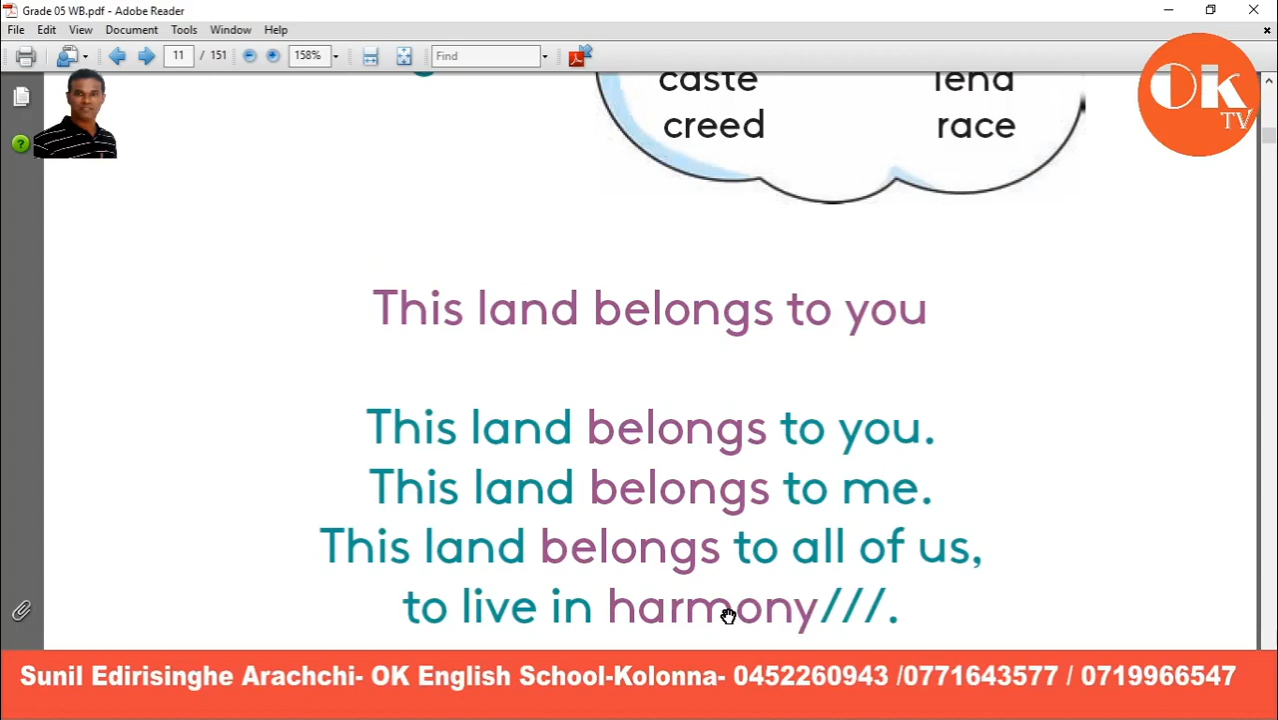 Grade 05 WB.pdf - Adobe Reader
File Edit View Document Tools Window Help
11 / 151 158% Find
OK
TV
caste lend
creed race
This land belongs to you
This land belongs to you.
This land belongs to me.
This land belongs to all of us,
to live in harmony///.
Sunil Edirisinghe Arachchi- OK English School-Kolonna- 0452260943 /0771643577 / 0719966547